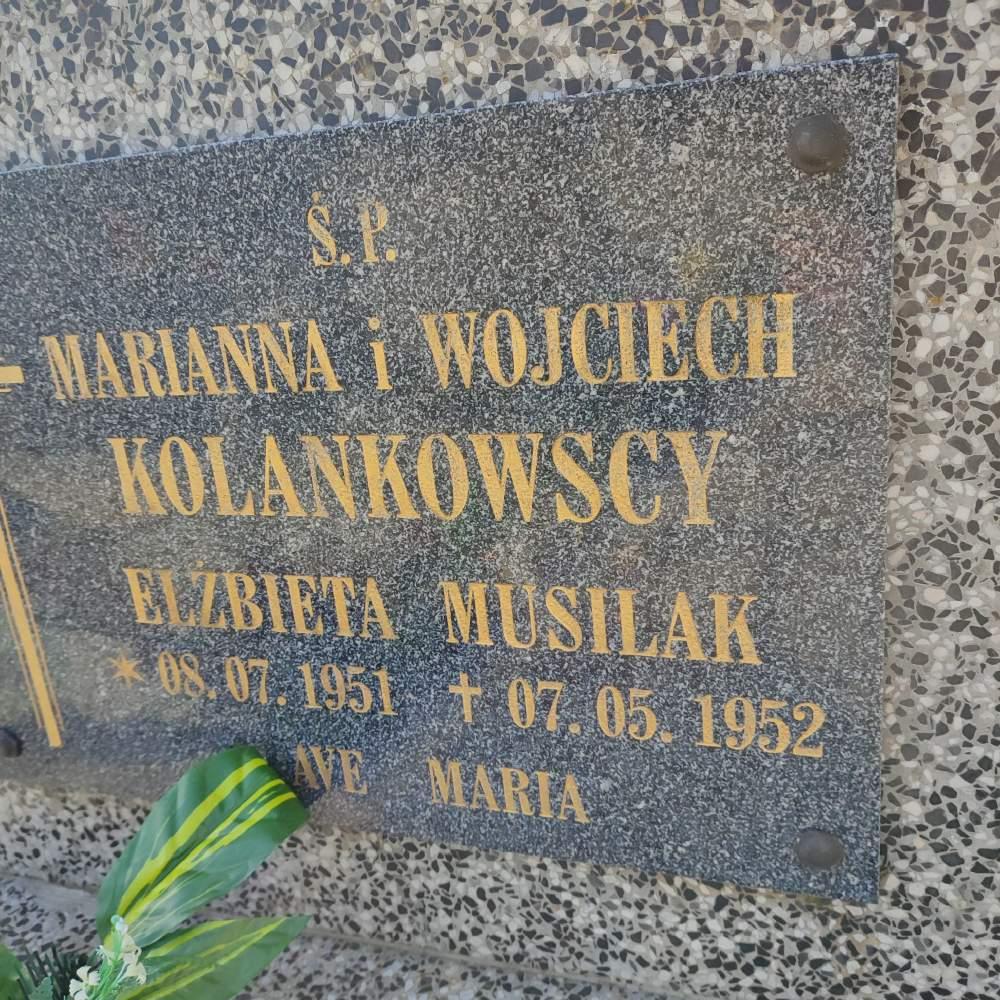 Ś. P.
MARIANNA i WOJCIECH
KOLANKOWSCY
ELŻBIETA MUSILAK
* 08. 07. 1951 † 07. 05. 1952
AVE MARIA